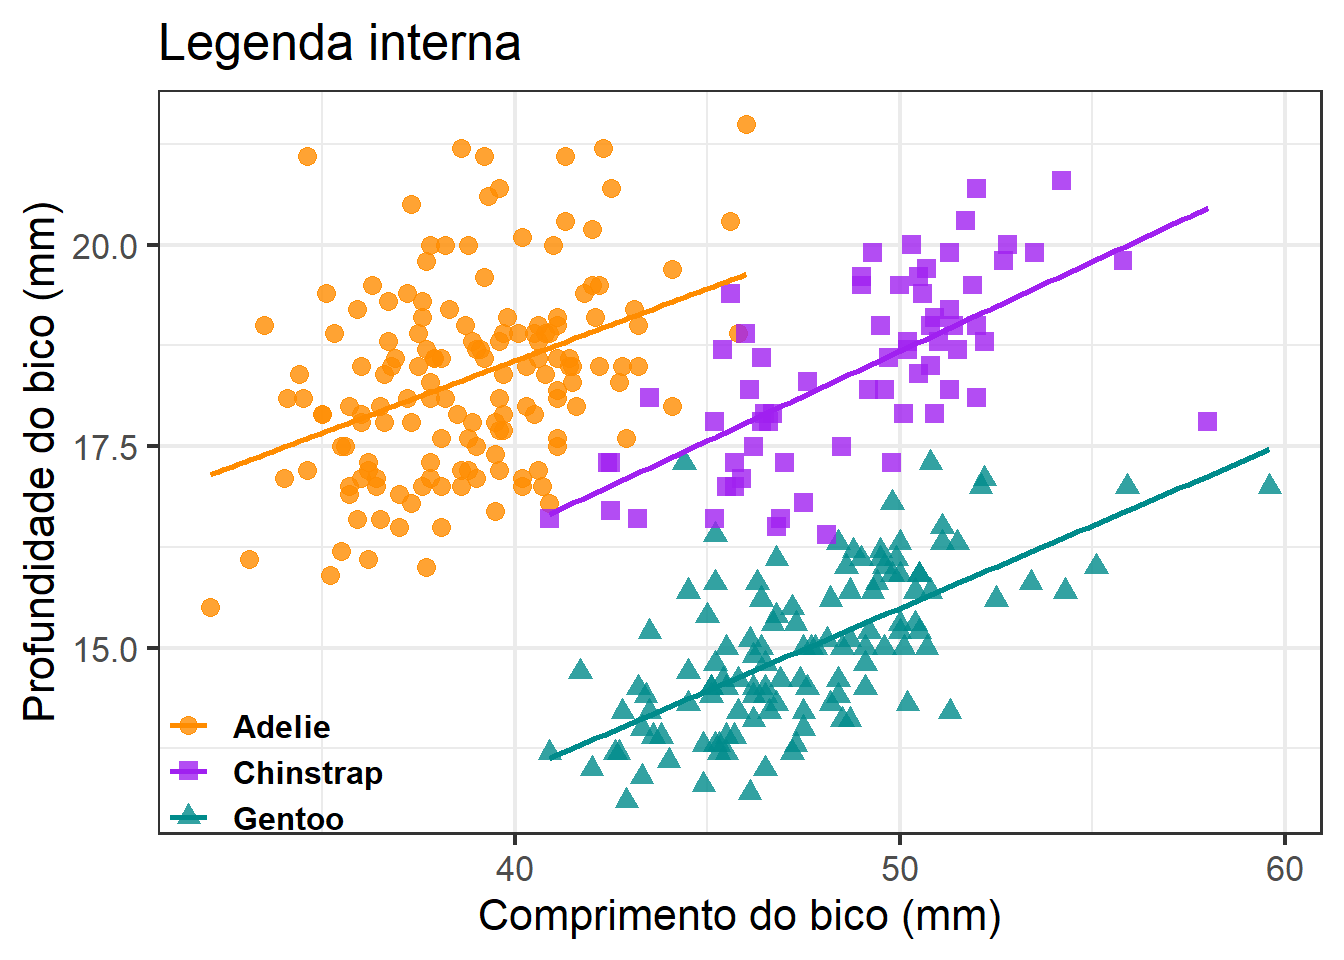 Legenda interna
Profundidade do bico (mm)
20.0
17.5
15.0
Adelie
Chinstrap
Gentoo
40 50 60
Comprimento do bico (mm)